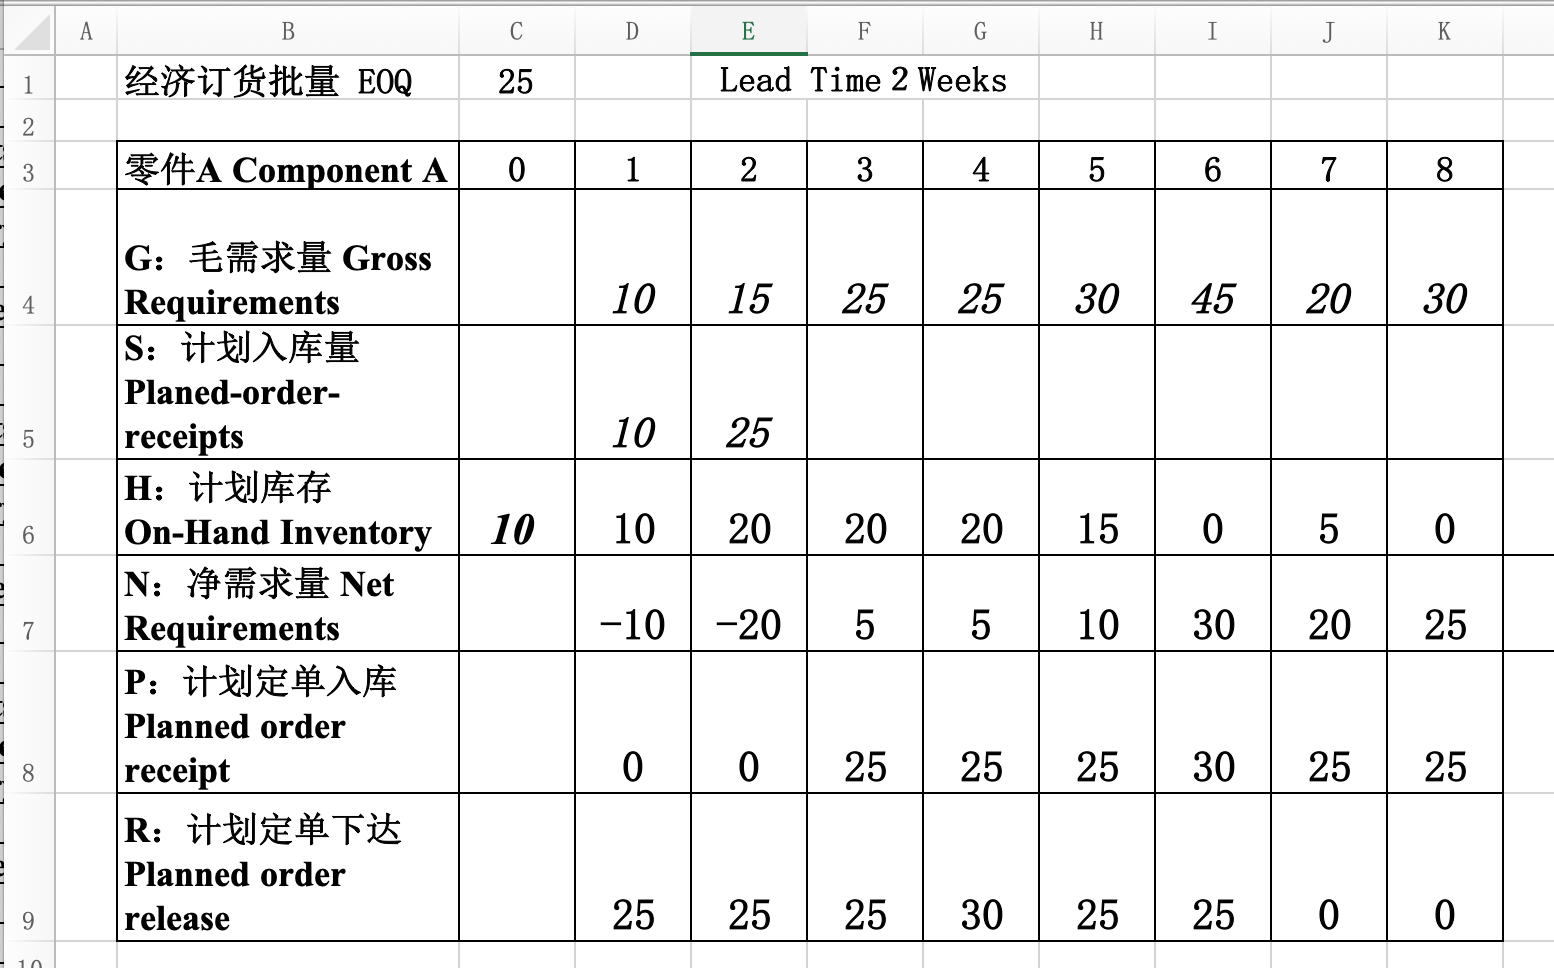 A B C D E F G H I J K
1 经济订货批量 EOQ 25 Lead Time 2 Weeks
2
3 零件A Component A 0 1 2 3 4 5 6 7 8
G：毛需求量 Gross
4 Requirements 10 15 25 25 30 45 20 30
S：计划入库量
Planed-order-
5 receipts 10 25
H：计划库存
6 On-Hand Inventory 10 10 20 20 20 15 0 5 0
N：净需求量 Net
7 Requirements -10 -20 5 5 10 30 20 25
P：计划定单入库
Planned order
8 receipt 0 0 25 25 25 30 25 25
R：计划定单下达
Planned order
9 release 25 25 25 30 25 25 0 0
10